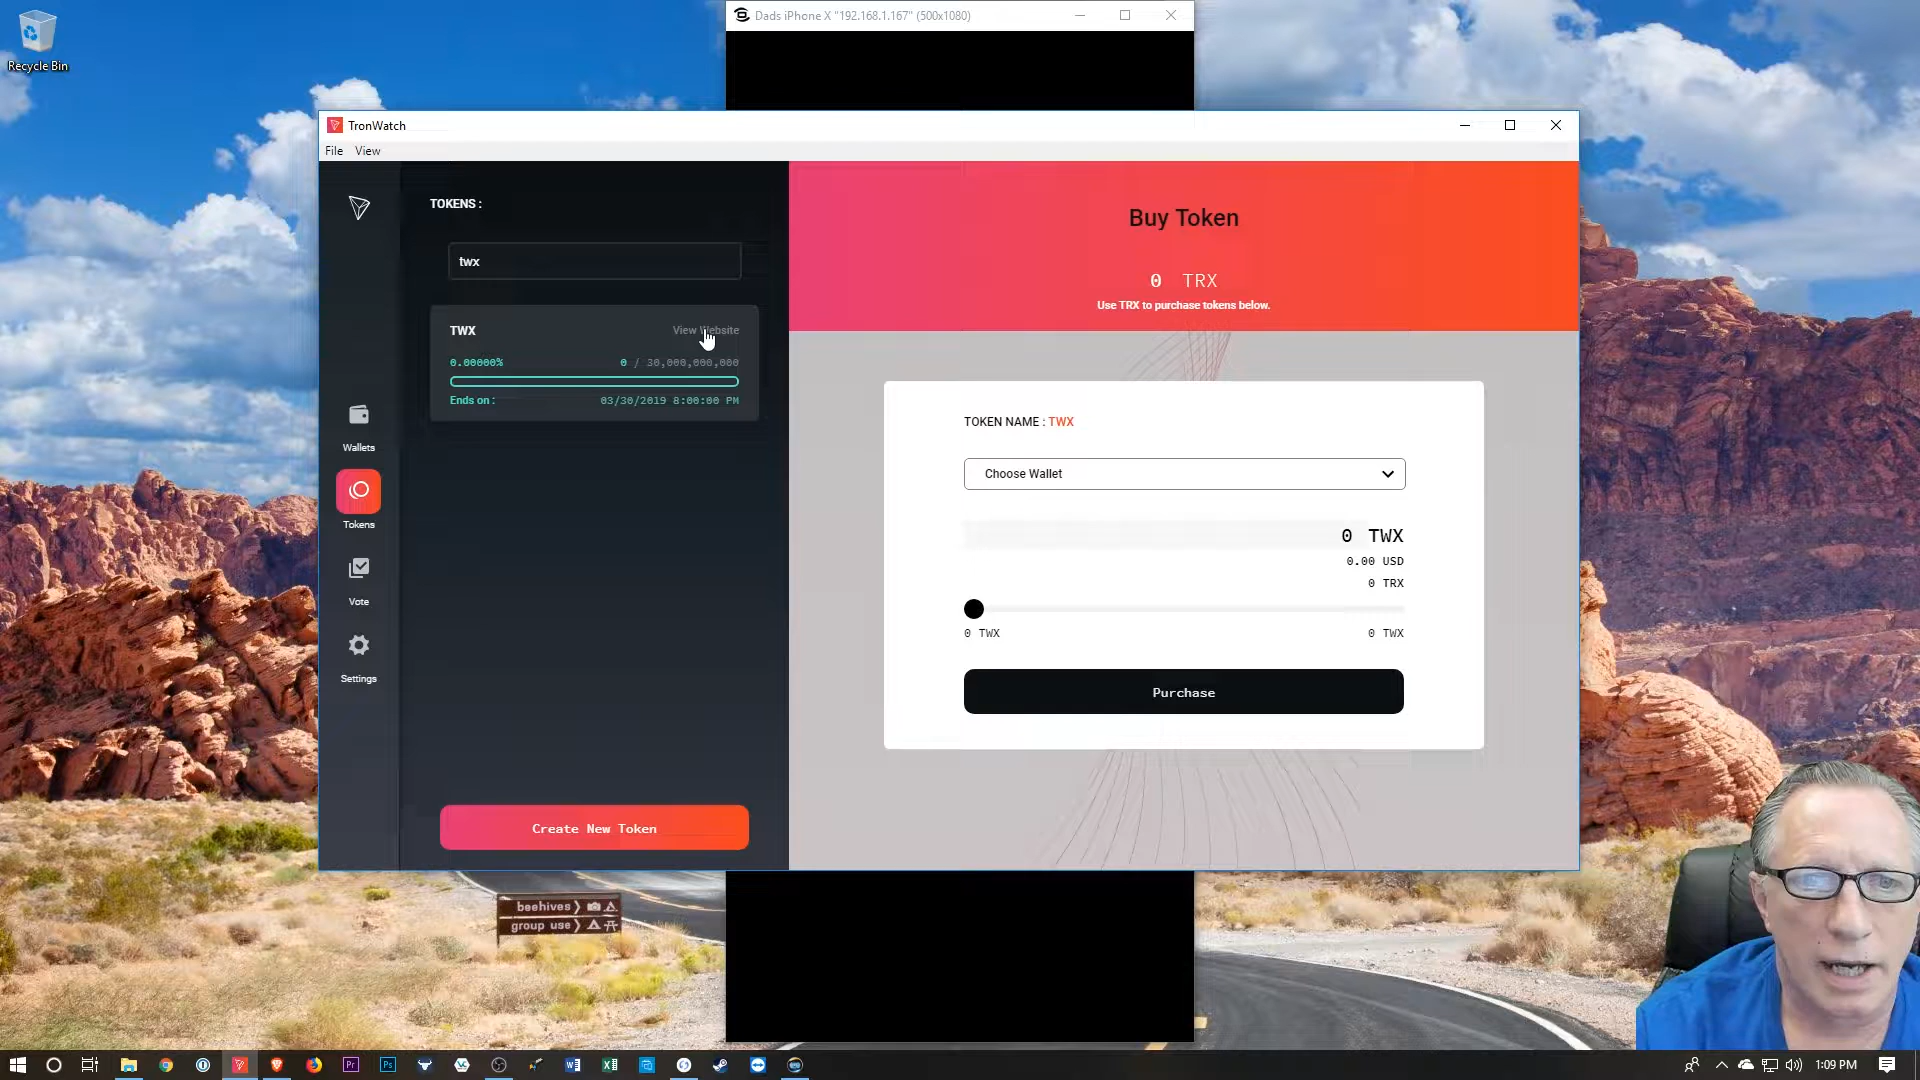 Recycle Bin
Dads iPhone X "192.168.1.167" (500x1080)
TronWatch
File View
TOKENS :
twx
TWX
View Website
0.00000%
0 / 30,000,000,000
Ends on :
03/30/2019 8:00:00 PM
Wallets
Tokens
Vote
Settings
Create New Token
Buy Token
0 TRX
Use TRX to purchase tokens below.
TOKEN NAME : TWX
Choose Wallet
0 TWX
0.00 USD
0 TRX
0 TWX
0 TWX
Purchase
beehives
group use
Pr
Ps
1:09 PM